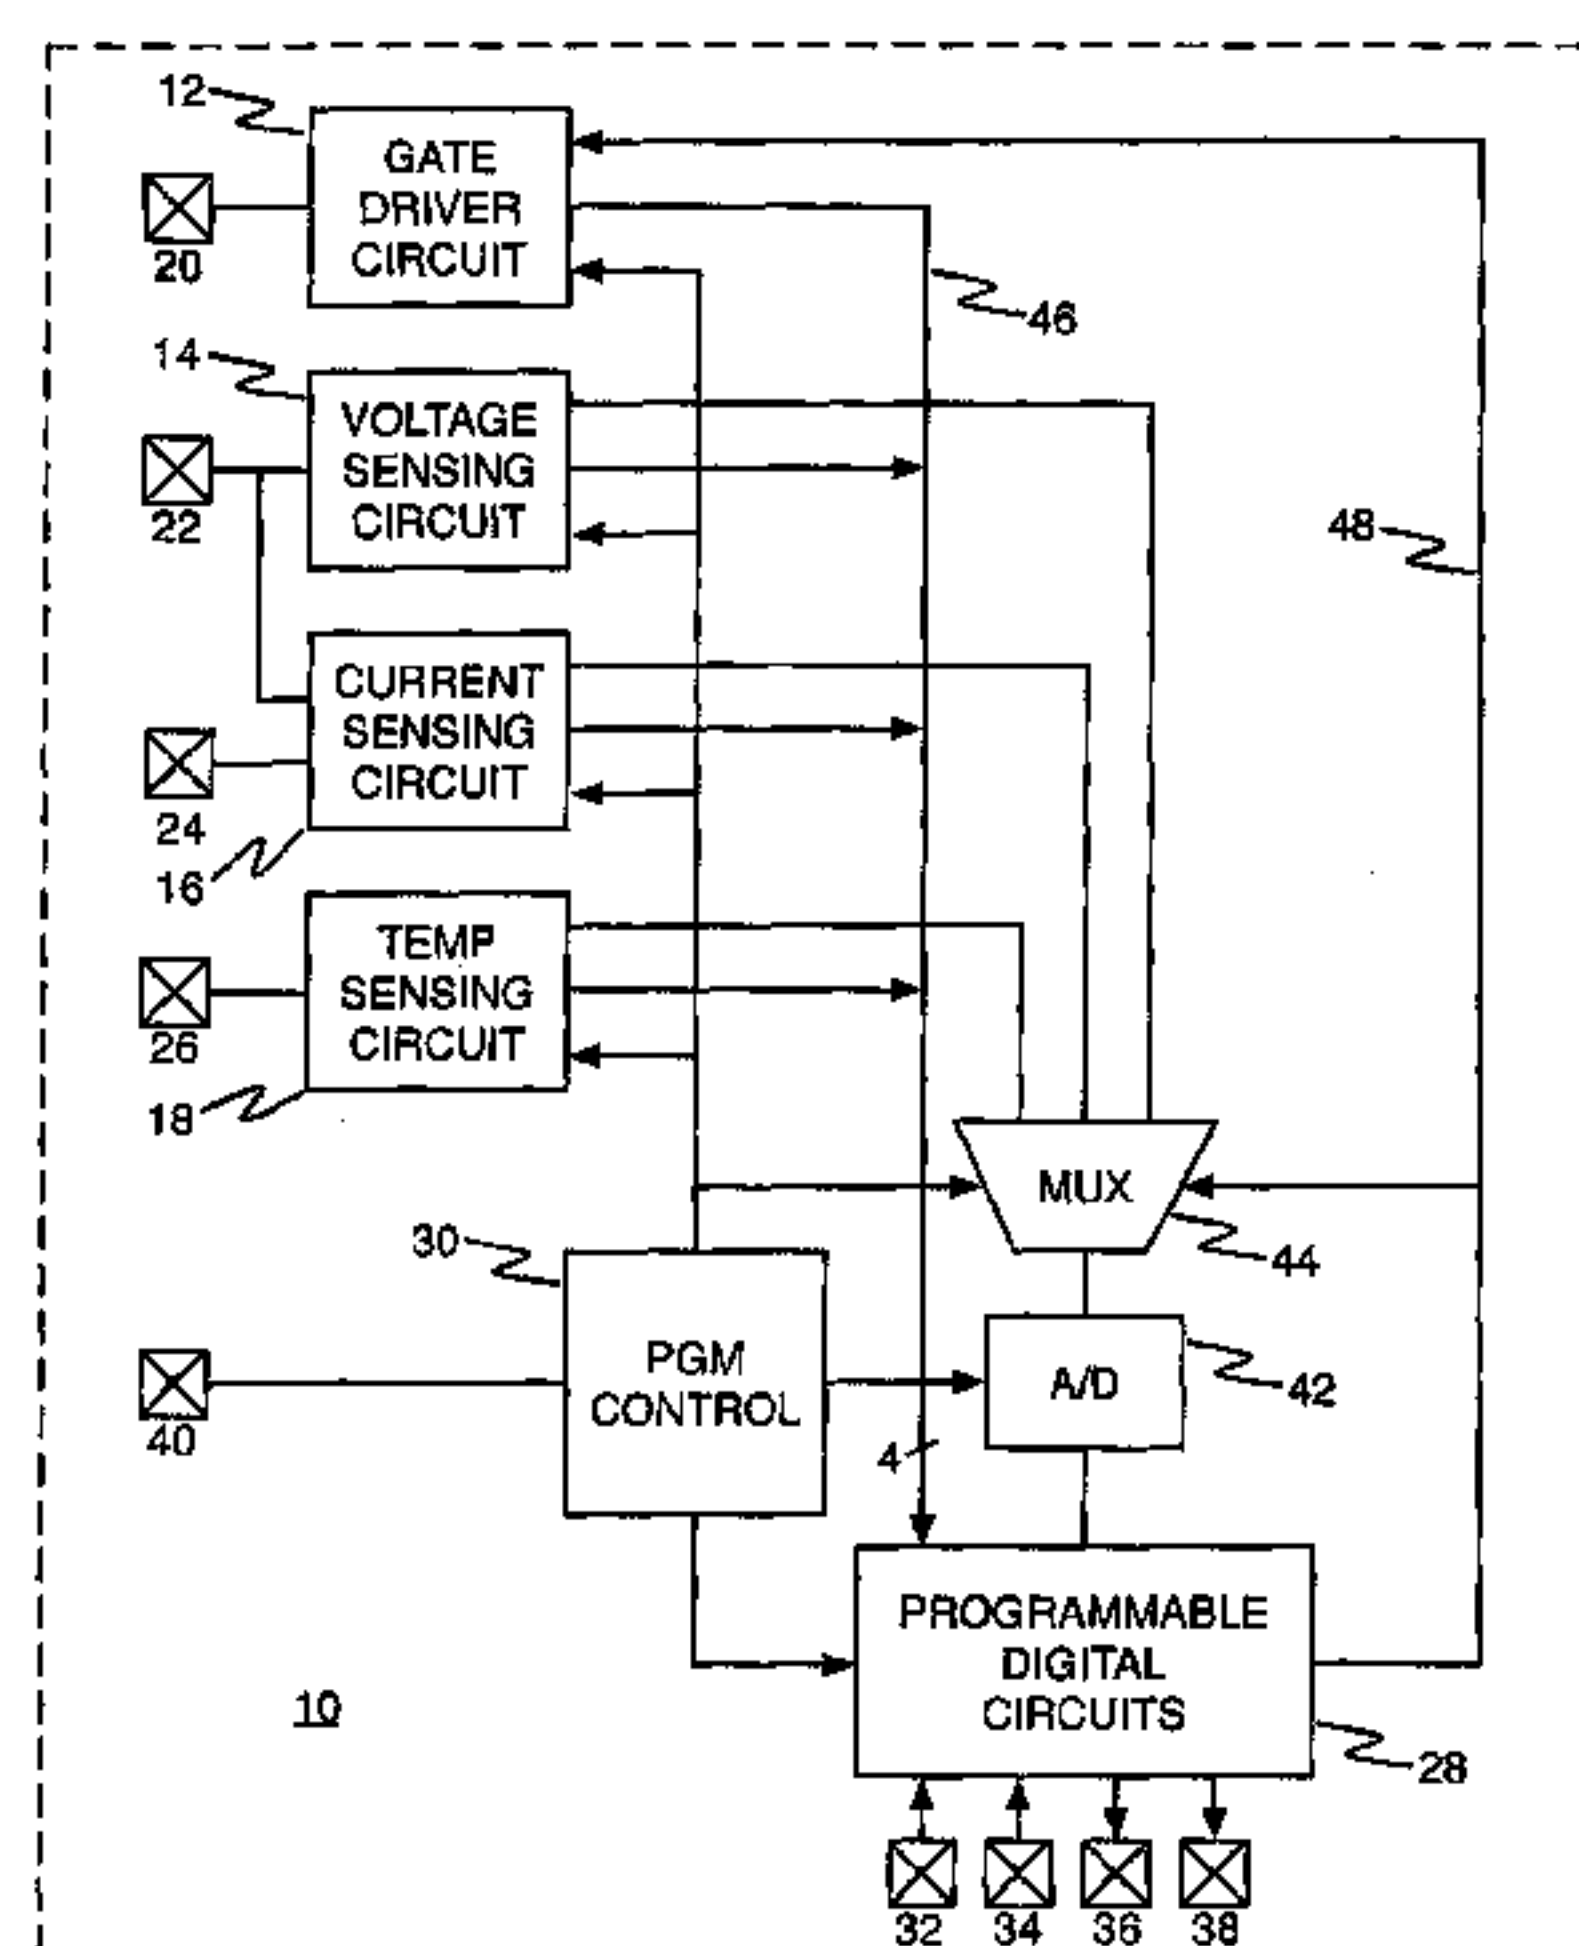 12
GATE
DRIVER
CIRCUIT
20
46
14
VOLTAGE
SENSING
CIRCUIT
22
48
CURRENT
SENSING
CIRCUIT
24
16
TEMP
SENSING
CIRCUIT
26
18
MUX
30
44
PGM
CONTROL
A/D
42
40
4
PROGRAMMABLE
DIGITAL
CIRCUITS
10
28
32
34
36
38